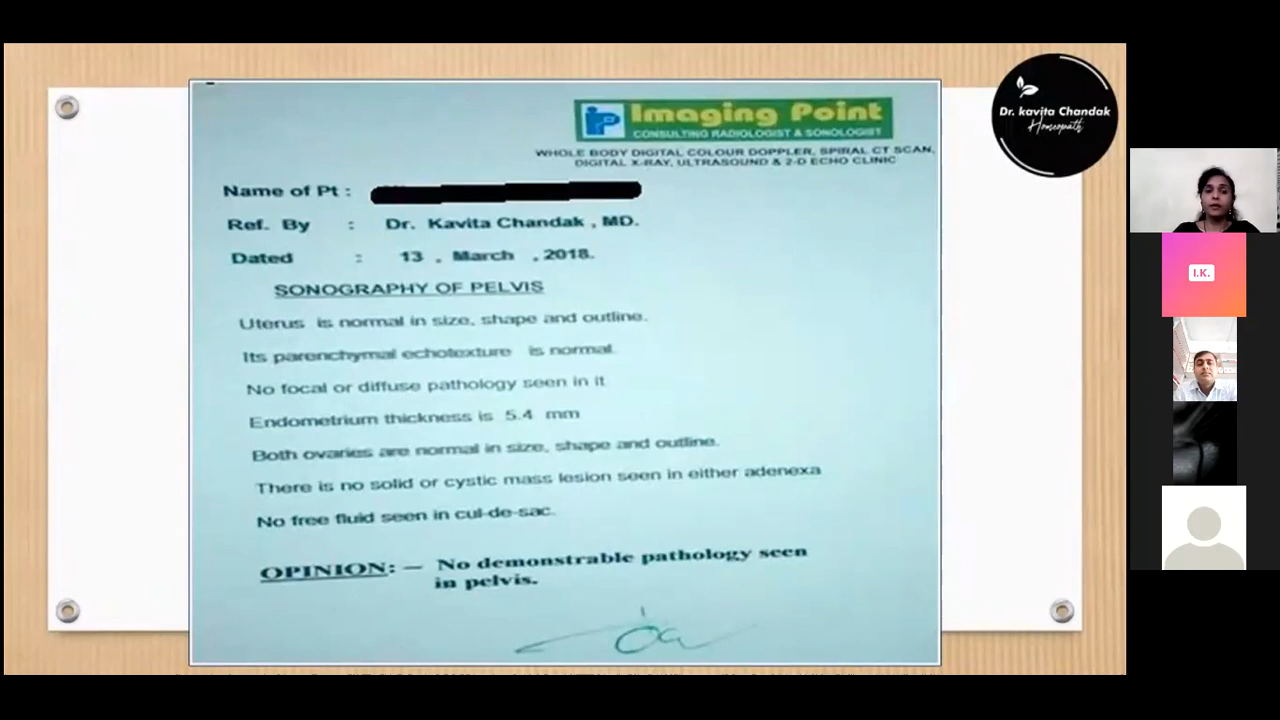 Imaging Point
CONSULTING RADIOLOGIST & SONOLOGIST
WHOLE BODY DIGITAL COLOUR DOPPLER, SPIRAL CT SCAN,
DIGITAL X-RAY, ULTRASOUND & 2-D ECHO CLINIC
Name of Pt :
Ref. By : Dr. Kavita Chandak , MD.
Dated : 13 , March , 2018.
SONOGRAPHY OF PELVIS
Uterus is normal in size, shape and outline.
Its parenchymal echotexture is normal.
No focal or diffuse pathology seen in it
Endometrium thickness is 5.4 mm
Both ovaries are normal in size, shape and outline.
There is no solid or cystic mass lesion seen in either adenexa
No free fluid seen in cul-de-sac.
OPINION: — No demonstrable pathology seen
in pelvis.
Dr. kavita Chandak
Homeopath
I.K.